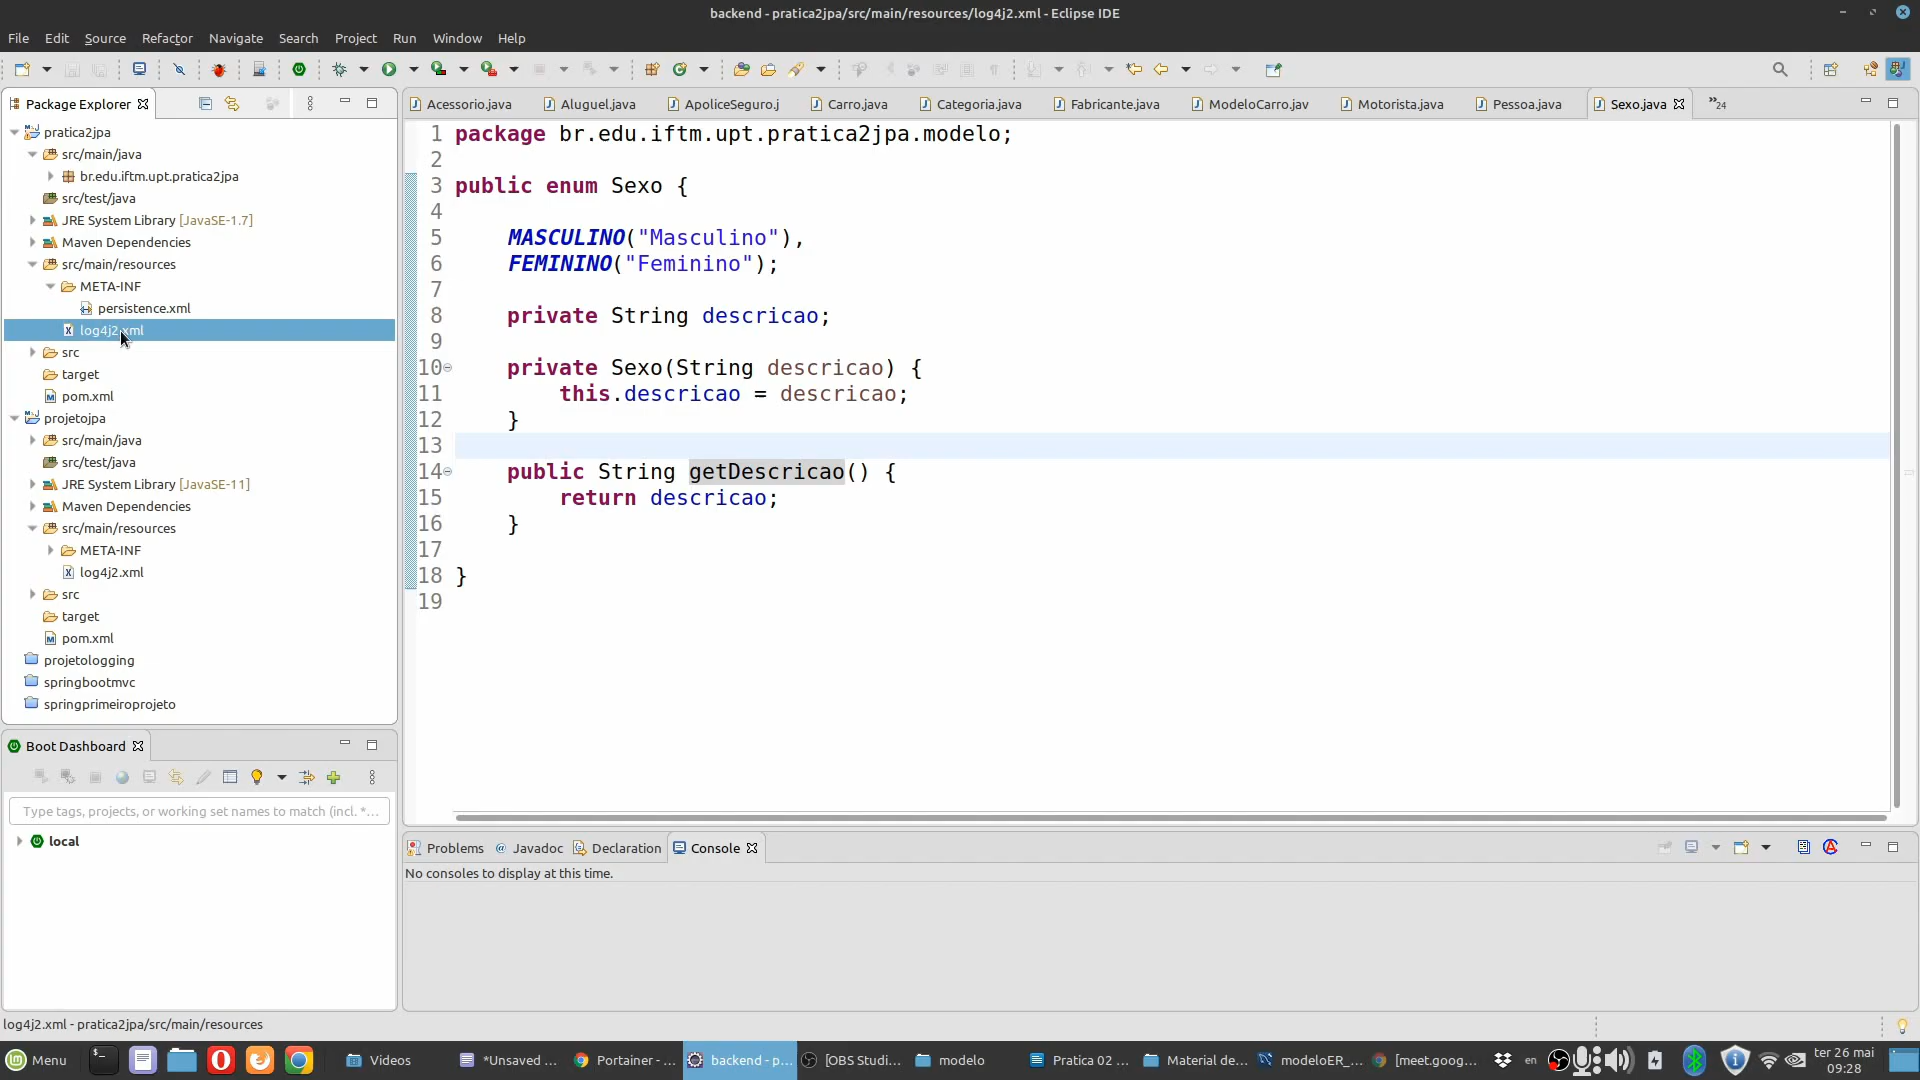 backend - pratica2jpa/src/main/resources/log4j2.xml - Eclipse IDE
File Edit Source Refactor Navigate Search Project Run Window Help
Package Explorer
pratica2jpa
src/main/java
br.edu.iftm.upt.pratica2jpa
src/test/java
JRE System Library [JavaSE-1.7]
Maven Dependencies
src/main/resources
META-INF
persistence.xml
log4j2.xml
src
target
pom.xml
projetojpa
src/main/java
src/test/java
JRE System Library [JavaSE-11]
Maven Dependencies
src/main/resources
META-INF
log4j2.xml
src
target
pom.xml
projetologging
springbootmvc
springprimeiroprojeto
Boot Dashboard
Type tags, projects, or working set names to match (incl. *...
local
Acessorio.java Aluguel.java ApoliceSeguro.j Carro.java Categoria.java Fabricante.java ModeloCarro.jav Motorista.java Pessoa.java Sexo.java »24
1 package br.edu.iftm.upt.pratica2jpa.modelo;
2
3 public enum Sexo {
4
5 MASCULINO("Masculino"),
6 FEMININO("Feminino");
7
8 private String descricao;
9
10 private Sexo(String descricao) {
11 this.descricao = descricao;
12 }
13
14 public String getDescricao() {
15 return descricao;
16 }
17
18 }
19
Problems Javadoc Declaration Console
No consoles to display at this time.
log4j2.xml - pratica2jpa/src/main/resources
Menu Videos *Unsaved ... Portainer - ... backend - p... [OBS Studi... modelo Pratica 02 ... Material de... modeloER_... [meet.goog... en ter 26 mai
09:28